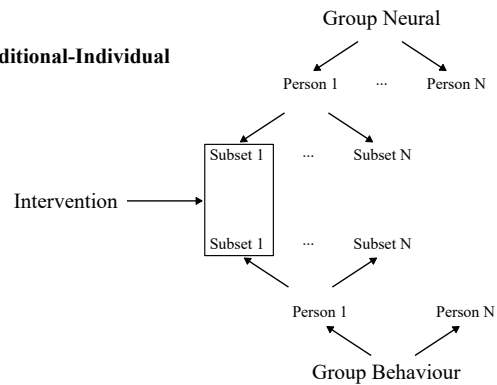 Group Neural
ditional-Individual
Person 1 ... Person N
Subset 1 ... Subset N
Intervention
Subset 1 ... Subset N
Person 1 Person N
Group Behaviour